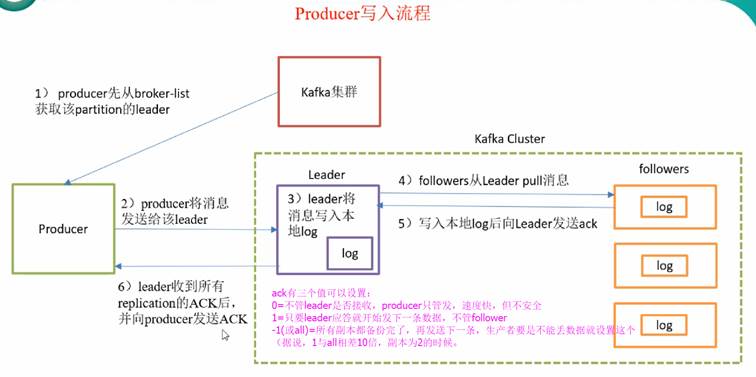 Producer写入流程
1） producer先从broker-list
获取该partition的leader
Kafka集群
Kafka Cluster
Producer
2）producer将消息
发送给该leader
Leader
3）leader将
消息写入本
地log
log
4）followers从Leader pull消息
5）写入本地log后向Leader发送ack
followers
log
log
log
6）leader收到所有
replication的ACK后，
并向producer发送ACK
ack有三个值可以设置：
0=不管leader是否接收，producer只管发，速度快，但不安全
1=只要leader应答就开始发下一条数据，不管follower
-1(或all)=所有副本都备份完了，再发送下一条，生产者要是不能丢数据就设置这个
（据说，1与all相差10倍，副本为2的时候。